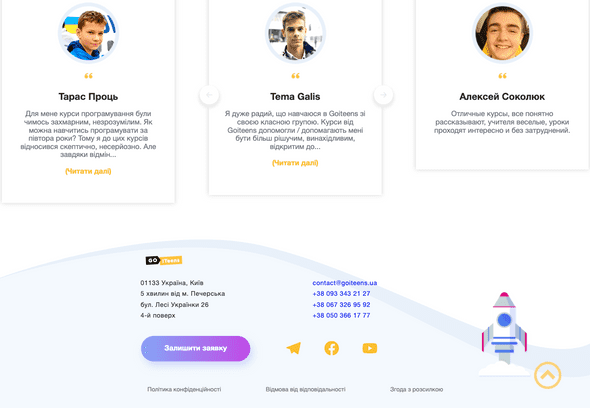 Тарас Проць
Для мене курси програмування були
чимось захмарним, незрозумілим. Як
можна навчитись програмувати за
півтора роки? Тому я до цих курсів
відносився скептично, несерйозно. Але
завдяки відмін...
(Читати далі)
Tema Galis
Я дуже радий, що навчаюся в Goiteens зі
своєю класною групою. Курси від
Goiteens допомогли / допомагають мені
бути більш рішучим, винахідливим,
відкритим до...
(Читати далі)
Алексей Соколюк
Отличные курсы, все понятно
рассказывают, учителя веселые, уроки
проходят интересно и без затруднений.
GO iTeens
01133 Україна, Київ
5 хвилин від м. Печерська
бул. Лесі Українки 26
4-й поверх
contact@goiteens.ua
+38 093 343 21 27
+38 067 326 95 92
+38 050 366 17 77
Залишити заявку
Політика конфіденційності
Відмова від відповідальності
Згода з розсилкою